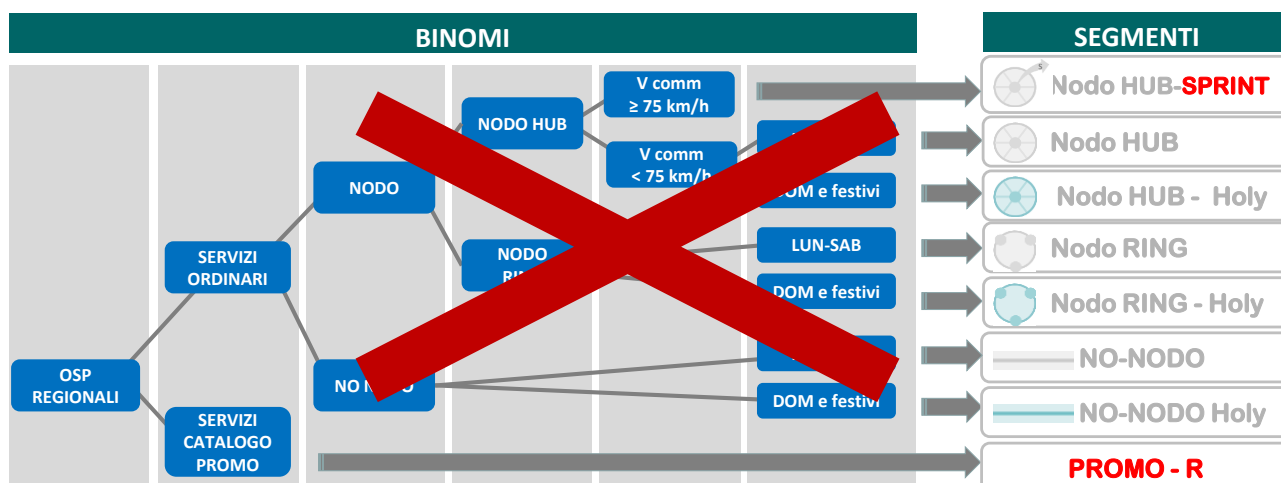 BINOMI
SEGMENTI
V comm
≥ 75 km/h
NODO HUB
V comm
< 75 km/h
NODO
DOM e festivi
NODO
SERVIZI
ORDINARI
LUN-SAB
DOM e festivi
OSP
REGIONALI
NO
DOM e festivi
SERVIZI
CATALOGO
PROMO
S
Nodo HUB-SPRINT
Nodo HUB
Nodo HUB - Holy
Nodo RING
Nodo RING - Holy
NO-NODO
NO-NODO Holy
PROMO - R